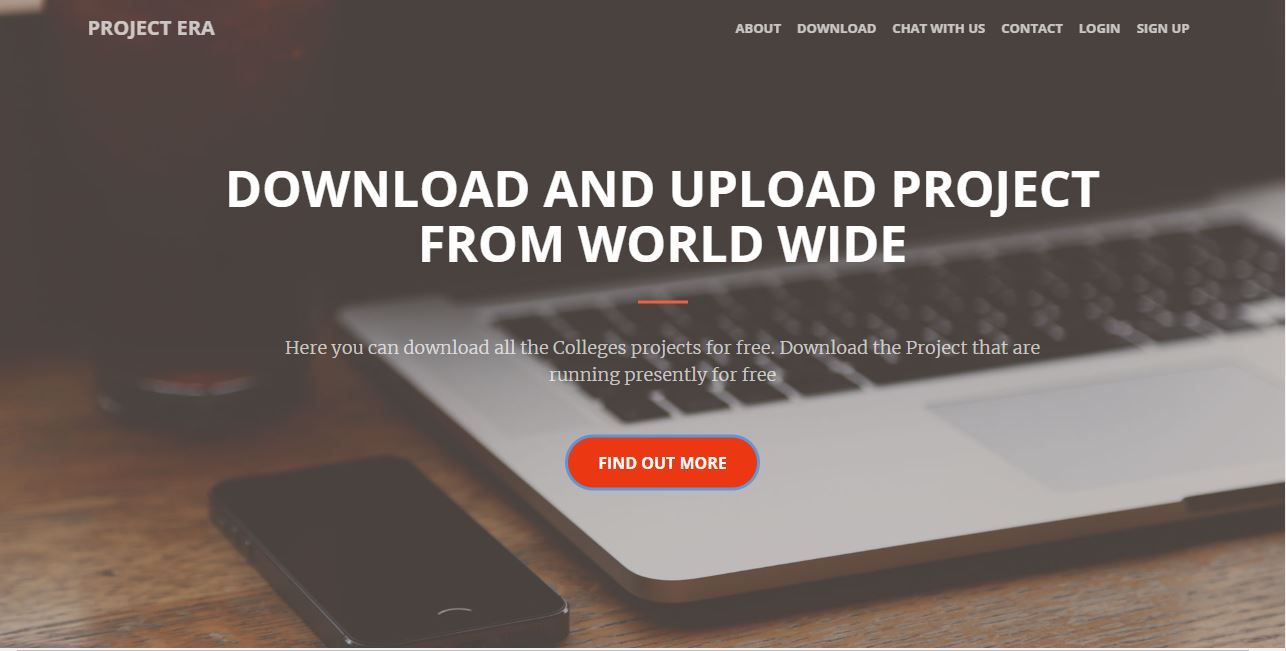 PROJECT ERA
ABOUT DOWNLOAD CHAT WITH US CONTACT LOGIN SIGN UP
DOWNLOAD AND UPLOAD PROJECT
FROM WORLD WIDE
Here you can download all the Colleges projects for free. Download the Project that are
running presently for free
FIND OUT MORE